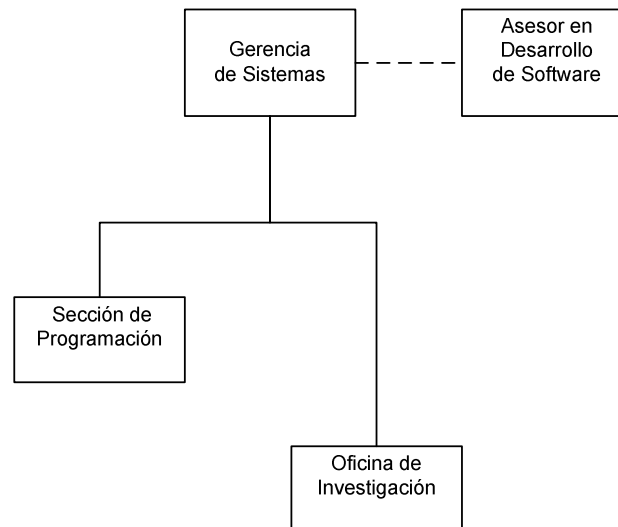 Gerencia
de Sistemas
Asesor en
Desarrollo
de Software
Sección de
Programación
Oficina de
Investigación